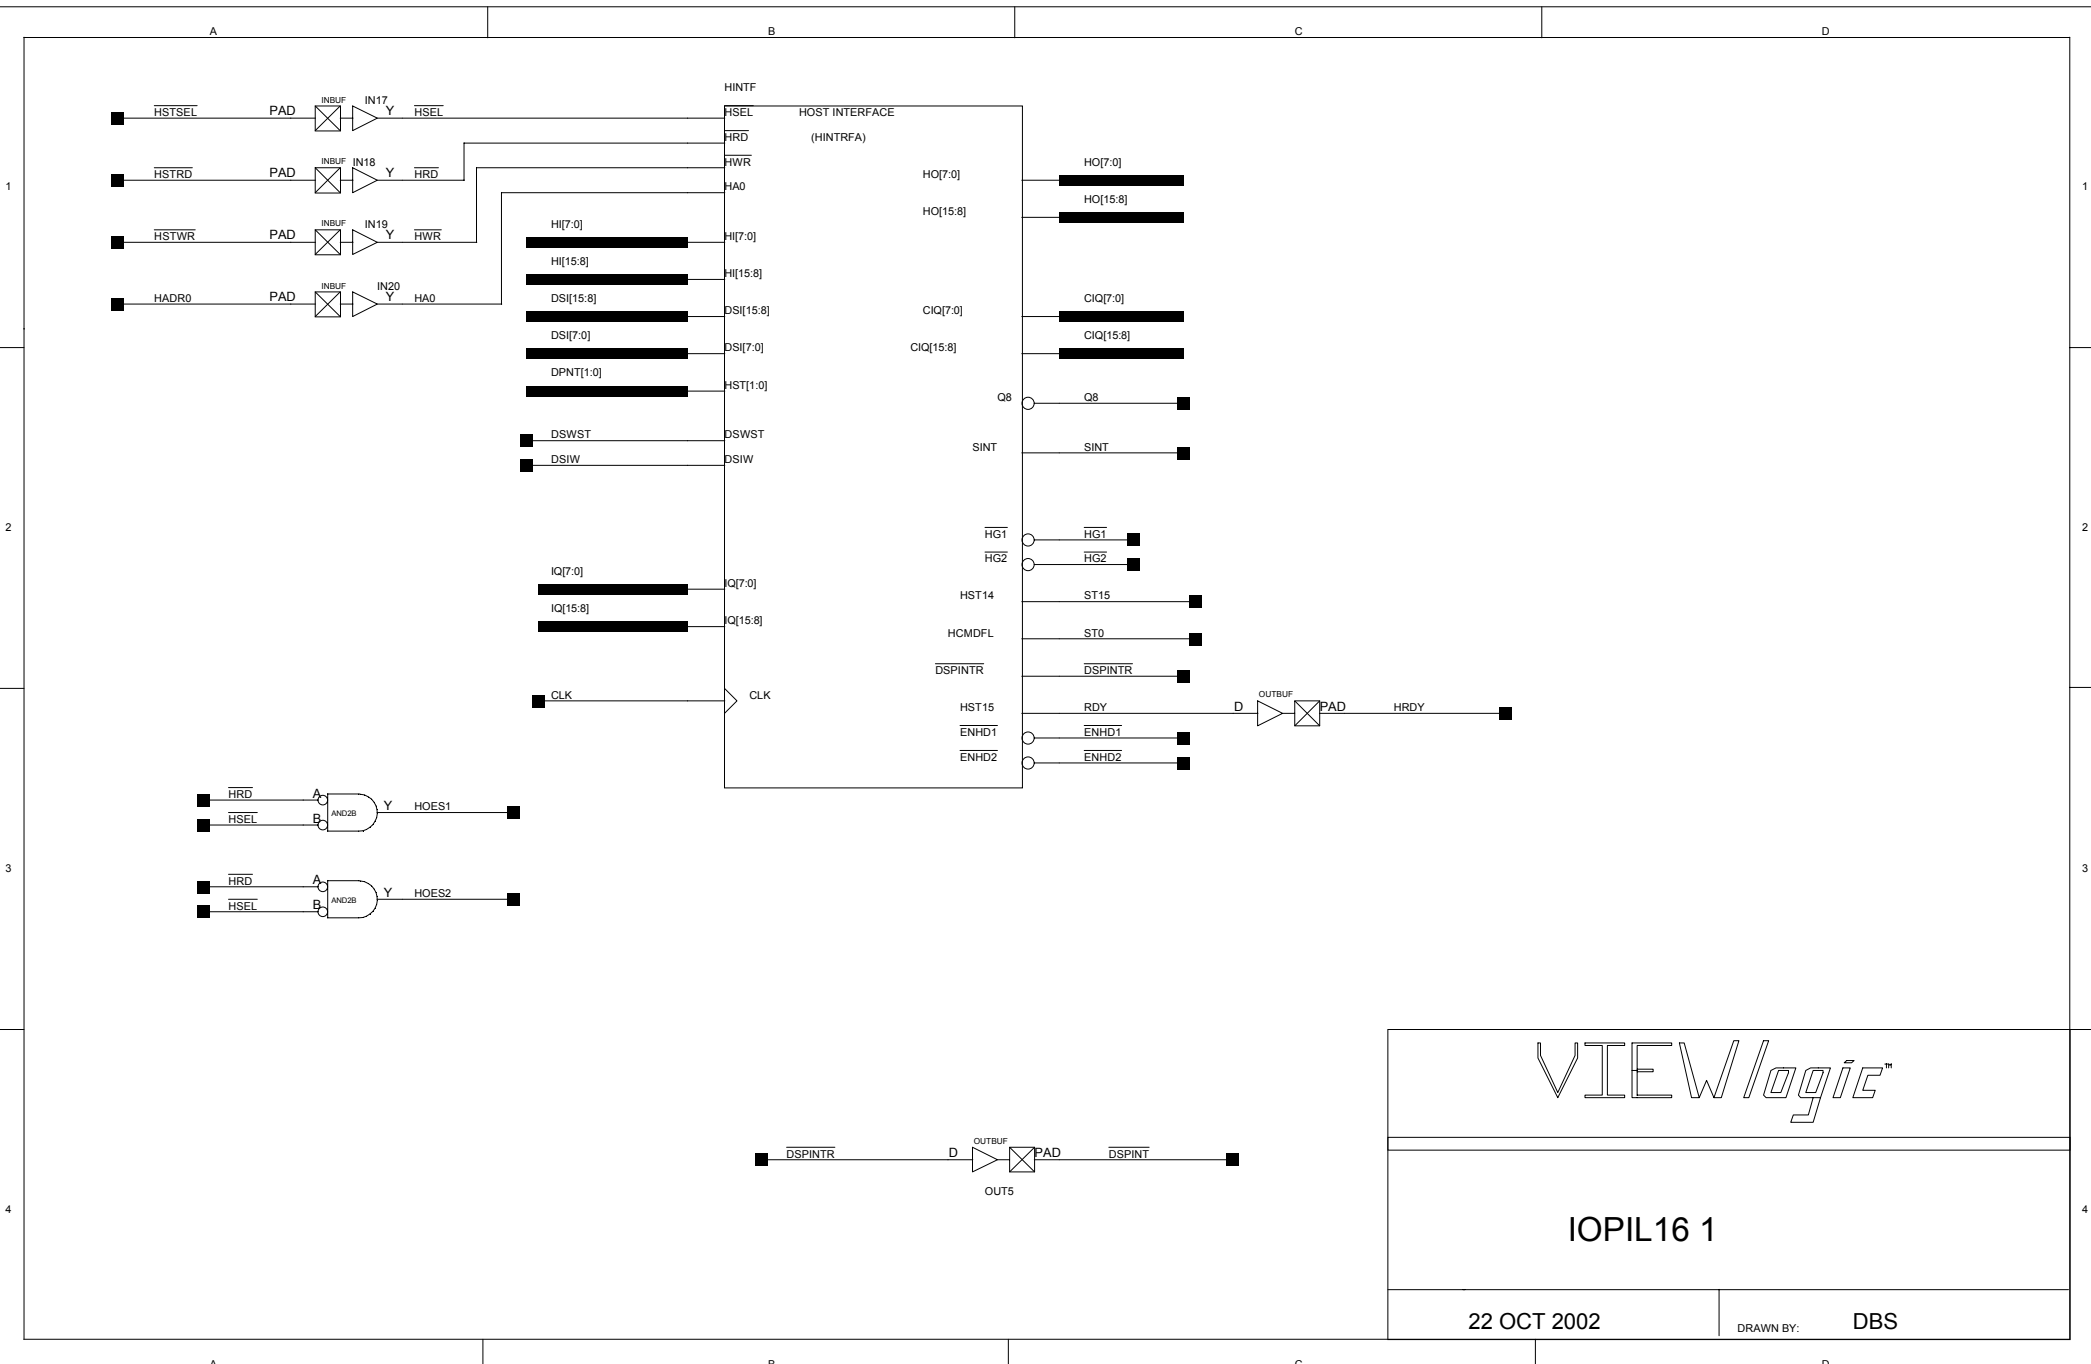 A B C D
HINTF
HSTSEL PAD INBUF IN17 Y HSEL
HSEL HOST INTERFACE
HRD (HINTRFA)
HSTRD PAD INBUF IN18 Y HRD
HWR
HO[7:0] HO[7:0]
1 1
HA0
HO[15:8] HO[15:8]
HSTWR PAD INBUF IN19 Y HWR
HI[7:0] HI[7:0]
HI[15:8] HI[15:8]
HADR0 PAD INBUF IN20 Y HA0
DSI[15:8] DSI[15:8] CIQ[7:0] CIQ[7:0]
DSI[7:0] DSI[7:0] CIQ[15:8] CIQ[15:8]
DPNT[1:0] HST[1:0]
Q8 Q8
DSWST DSWST SINT SINT
DSIW DSIW
2 2
HG1 HG1
HG2 HG2
IQ[7:0] IQ[7:0]
HST14 ST15
IQ[15:8] IQ[15:8]
HCMDFL ST0
DSPINTR DSPINTR
CLK CLK
HST15 RDY D OUTBUF PAD HRDY
ENHD1 ENHD1
ENHD2 ENHD2
HRD A
AND2B Y HOES1
HSEL B
3 3
HRD A
AND2B Y HOES2
HSEL B
VIEWlogic™
DSPINTR D OUTBUF PAD DSPINT
OUT5
4 4
IOPIL16 1
22 OCT 2002 DRAWN BY: DBS
A B C D